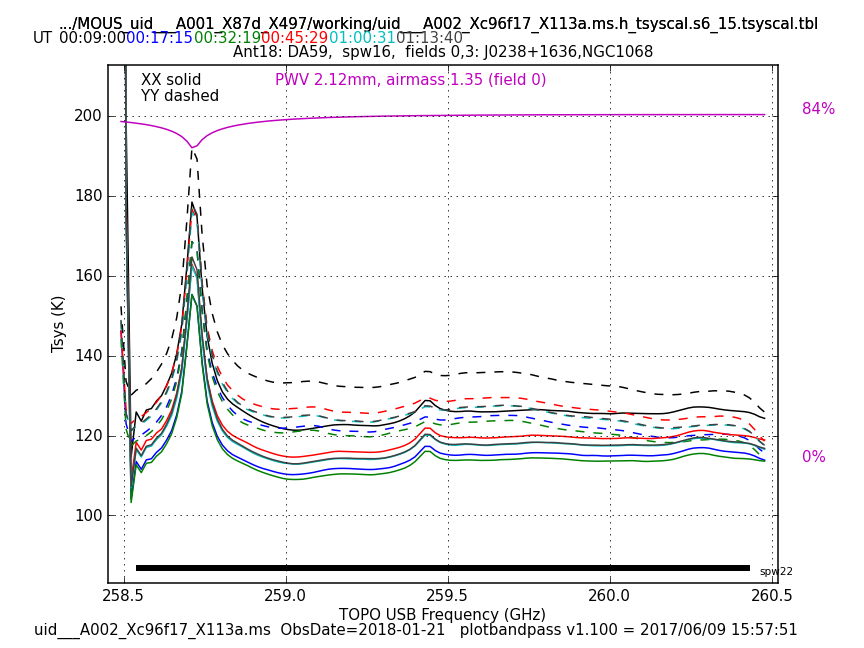 .../MOUS_uid___A001_X87d_X497/working/uid___A002_Xc96f17_X113a.ms.h_tsyscal.s6_15.tsyscal.tbl
UT 00:09:00 00:17:15 00:32:19 00:45:29 01:00:31 01:13:40
Ant18: DA59, spw16, fields 0,3: J0238+1636,NGC1068
XX solid PWV 2.12mm, airmass 1.35 (field 0)
YY dashed
84%
200
180
160
Tsys (K)
140
120
0%
100
spw22
258.5 259.0 259.5 260.0 260.5
TOPO USB Frequency (GHz)
uid___A002_Xc96f17_X113a.ms ObsDate=2018-01-21 plotbandpass v1.100 = 2017/06/09 15:57:51